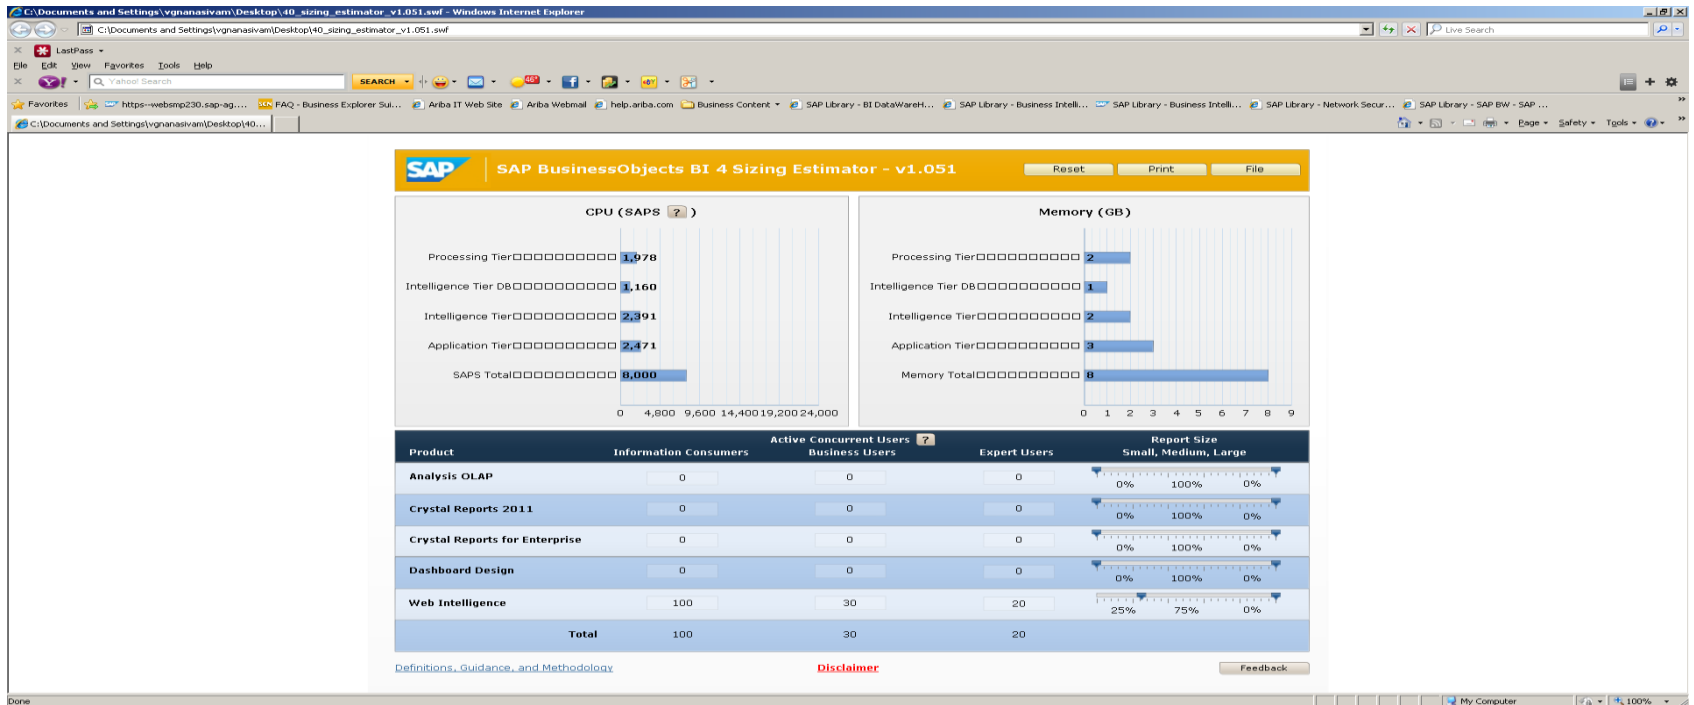 C:\Documents and Settings\vgnanasivam\Desktop\40_sizing_estimator_v1.051.swf - Windows Internet Explorer
C:\Documents and Settings\vgnanasivam\Desktop\40_sizing_estimator_v1.051.swf Live Search
LastPass
File Edit View Favorites Tools Help
Y! Yahoo! Search SEARCH 46* eBY
Favorites https--websmp230.sap-ag.... FAQ - Business Explorer Sui... Ariba IT Web Site Ariba Webmail help.ariba.com Business Content SAP Library - BI DataWareH... SAP Library - Business Intelli... SAP Library - Business Intelli... SAP Library - Network Secur... SAP Library - SAP BW - SAP ...
C:\Documents and Settings\vgnanasivam\Desktop\40... Page Safety Tools
SAP SAP BusinessObjects BI 4 Sizing Estimator - v1.051 Reset Print File
CPU (SAPS ? ) Memory (GB)
Processing Tier□□□□□□□□□□ 1,978 Processing Tier□□□□□□□□□□ 2
Intelligence Tier DB□□□□□□□□□□ 1,160 Intelligence Tier DB□□□□□□□□□□ 1
Intelligence Tier□□□□□□□□□□ 2,391 Intelligence Tier□□□□□□□□□□ 2
Application Tier□□□□□□□□□□ 2,471 Application Tier□□□□□□□□□□ 3
SAPS Total□□□□□□□□□□ 8,000 Memory Total□□□□□□□□□□ 8
0 4,800 9,600 14,400 19,200 24,000 0 1 2 3 4 5 6 7 8 9
Active Concurrent Users ? Report Size
Product Information Consumers Business Users Expert Users Small, Medium, Large
Analysis OLAP 0 0 0 0% 100% 0%
Crystal Reports 2011 0 0 0 0% 100% 0%
Crystal Reports for Enterprise 0 0 0 0% 100% 0%
Dashboard Design 0 0 0 0% 100% 0%
Web Intelligence 100 30 20 25% 75% 0%
Total 100 30 20
Definitions, Guidance, and Methodology Disclaimer Feedback
Done My Computer 100%